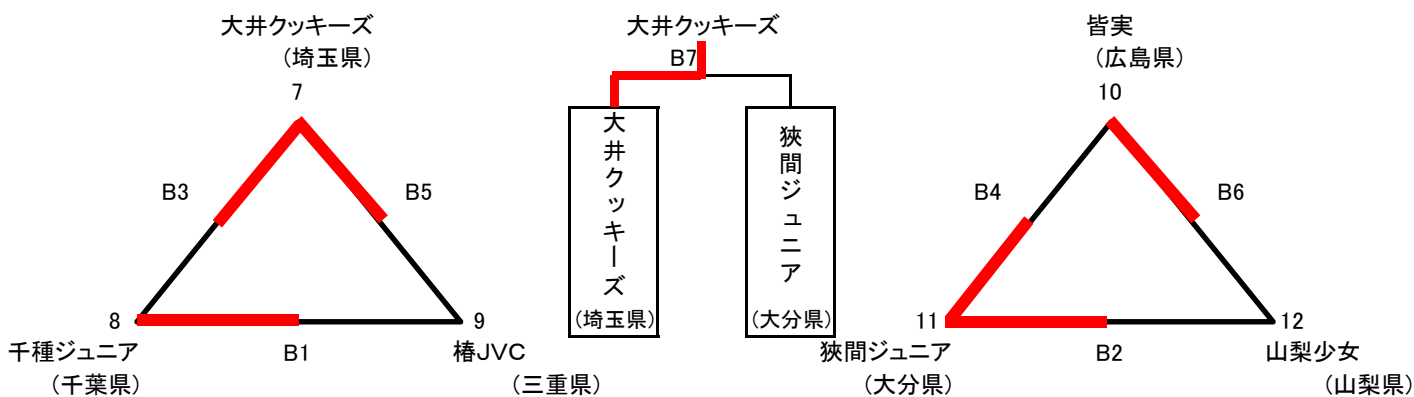 大井クッキーズ
（埼玉県）
7
B3
B5
8
9
千種ジュニア
B1
椿JVC
（千葉県）
（三重県）
大井クッキーズ
B7
大井クッキーズ
（埼玉県）
狹間ジュニア
（大分県）
皆実
（広島県）
10
B4
B6
11
12
狹間ジュニア
B2
山梨少女
（大分県）
（山梨県）